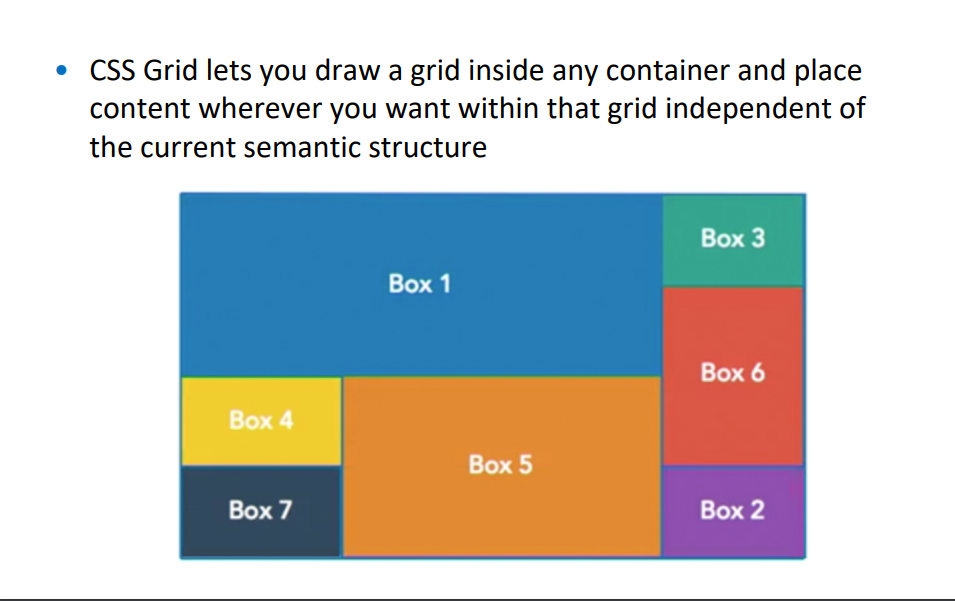 • CSS Grid lets you draw a grid inside any container and place
content wherever you want within that grid independent of
the current semantic structure
Box 1
Box 3
Box 6
Box 4
Box 5
Box 7
Box 2